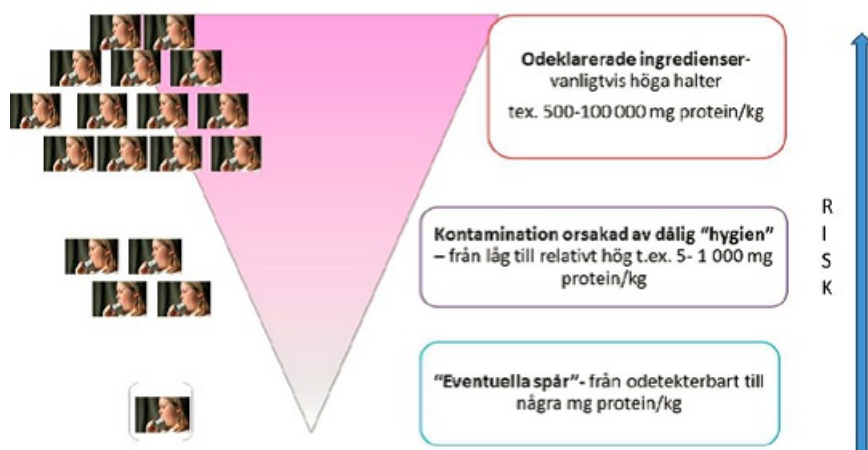 Odeklarerade ingredienser-
vanligtvis höga halter
tex. 500-100 000 mg protein/kg
Kontamination orsakad av dålig "hygien"
– från låg till relativt hög t.ex. 5- 1 000 mg
protein/kg
"Eventuella spår"- från odetekterbart till
några mg protein/kg
R
I
S
K